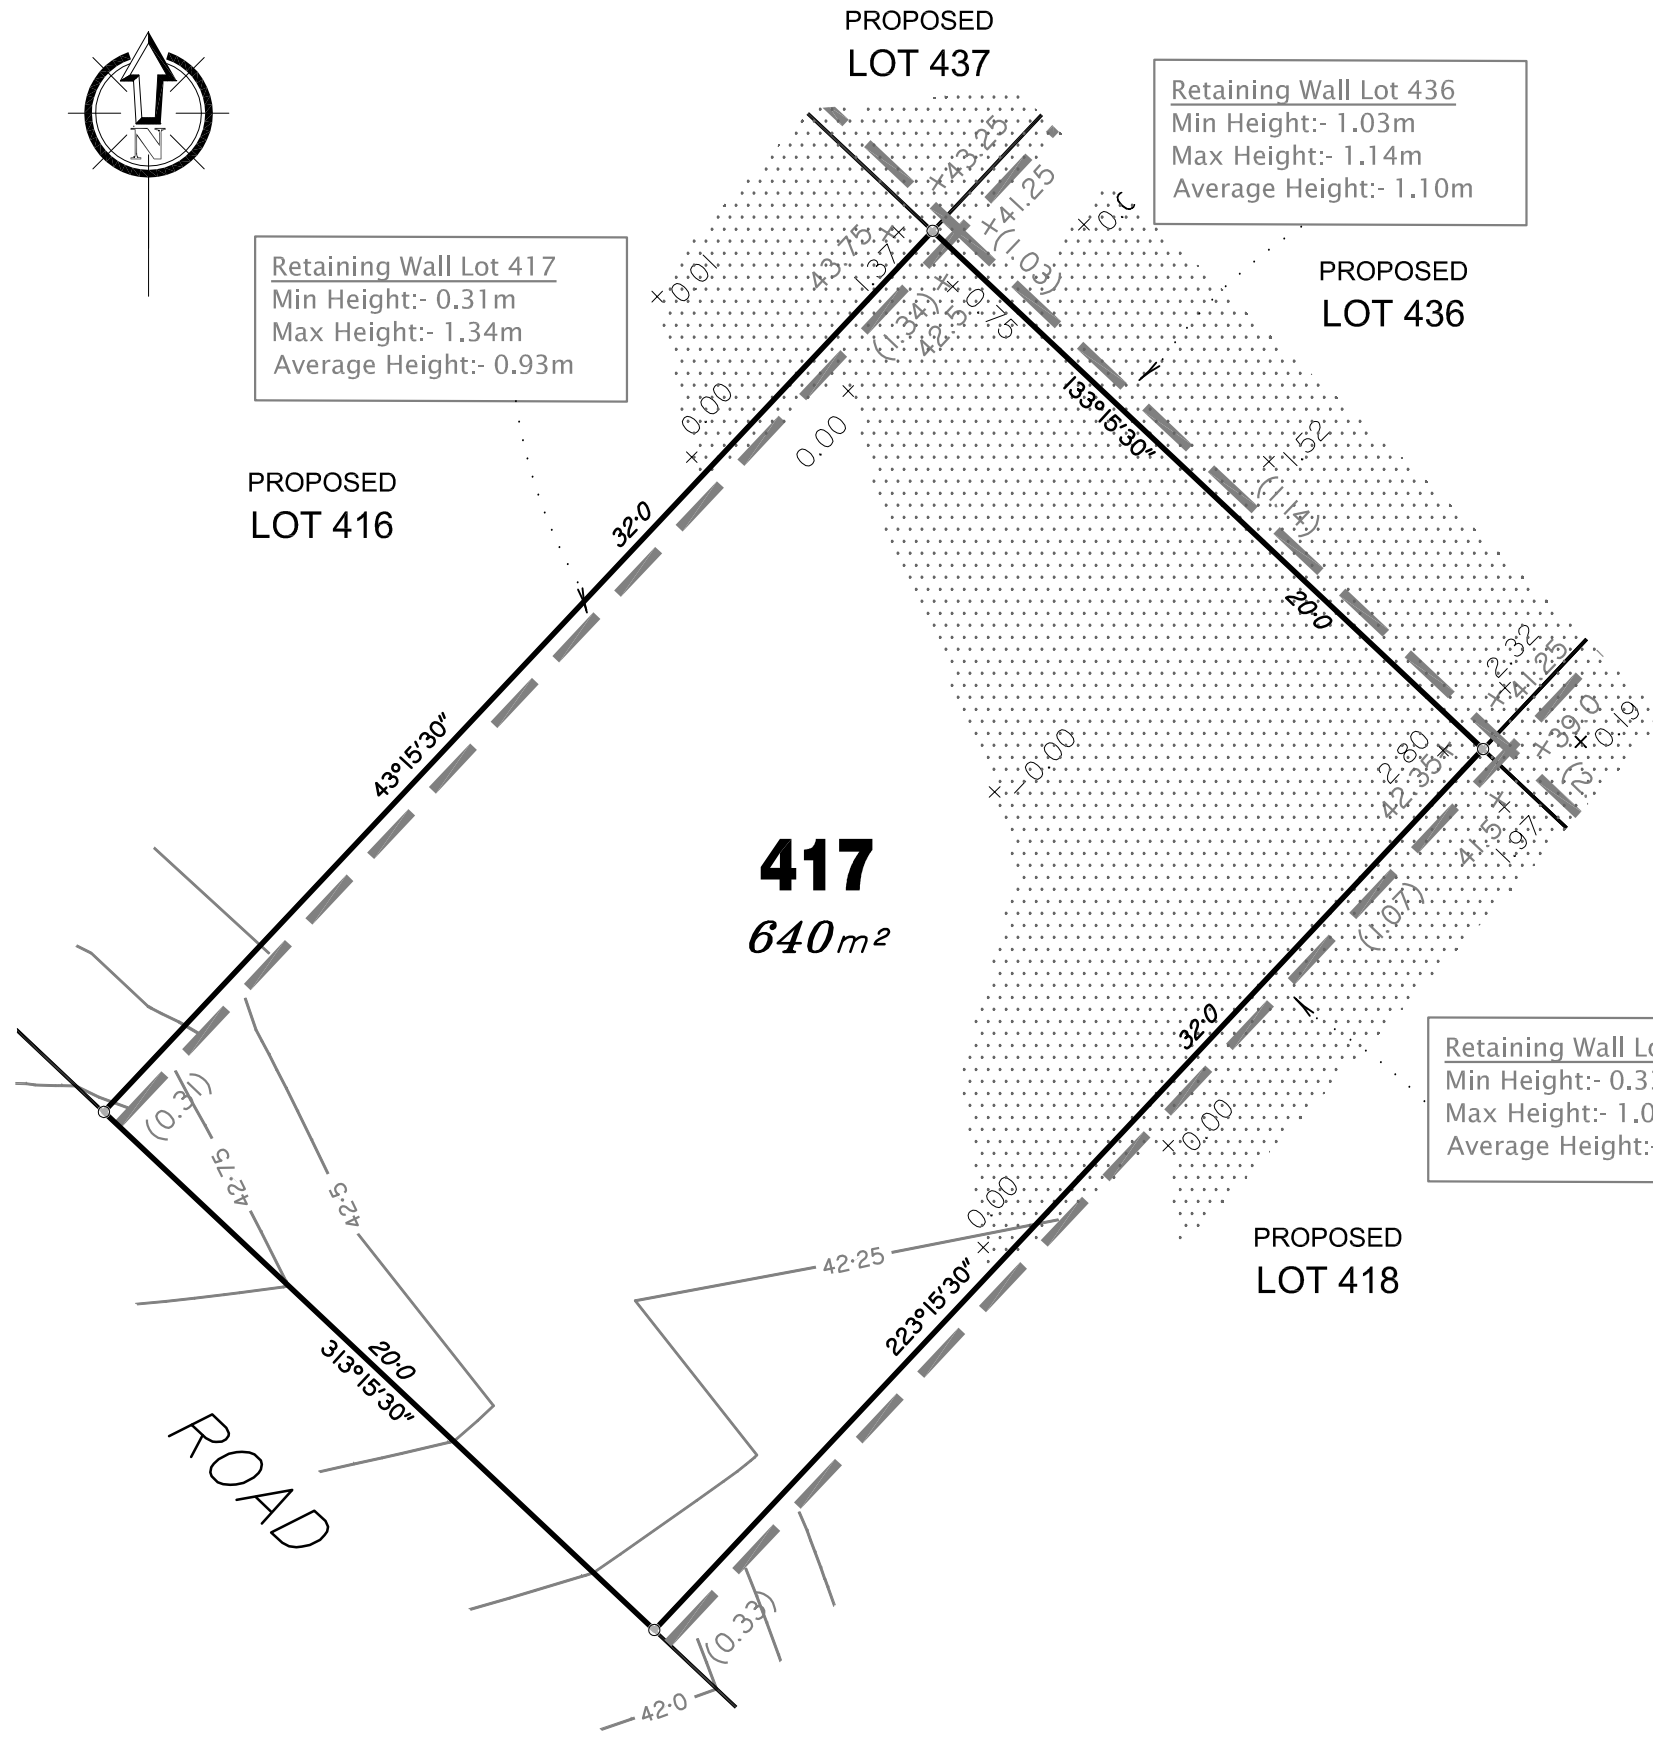 PROPOSED
LOT 437
N
Retaining Wall Lot 436
Min Height:- 1.03m
Max Height:- 1.14m
Average Height:- 1.10m
Retaining Wall Lot 417
Min Height:- 0.31m
Max Height:- 1.34m
Average Height:- 0.93m
PROPOSED
LOT 436
PROPOSED
LOT 416
+43.25
+41.25
(1.03)
43.75
1.37
0.01
(1.34)
42.5
0.75
0.00
0.00
133°15'30"
20·0
1.52
(1.14)
32·0
43°15'30"
2.32
41.25
+39.0
0.19
2.80
42.35
41.5
1.97
(1.07)
-0.00
417
640m²
32·0
223°15'30"
0.00
0.00
Retaining Wall
Min Height:-
Max Height:-
Average Height:-
PROPOSED
LOT 418
(0.31)
42·75
42·5
42·25
20·0
313°15'30"
ROAD
(0.33)
42·0